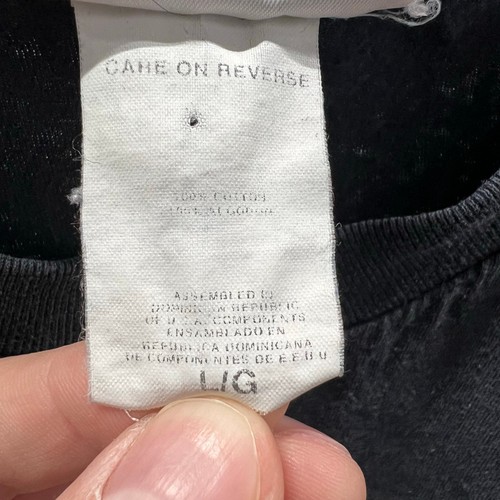 CARE ON REVERSE
100% COTTON
100% ALGODON
ASSEMBLED IN
DOMINICAN REPUBLIC
OF U.S.A. COMPONENTS
ENSAMBLADO EN
REPUBLICA DOMINICANA
DE COMPONENTES DE E E U U
L/G